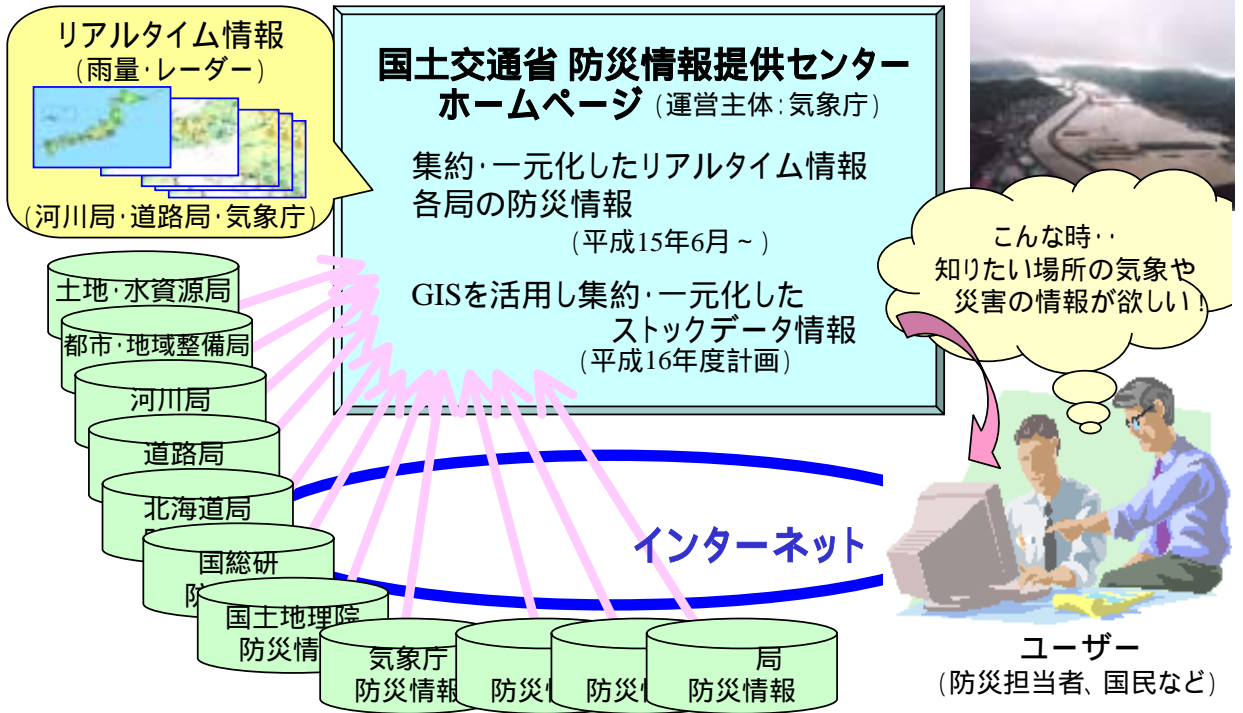 リアルタイム情報
(雨量・レーダー)
(河川局・道路局・気象庁)
国土交通省 防災情報提供センター
ホームページ (運営主体:気象庁)
集約・一元化したリアルタイム情報
各局の防災情報
(平成15年6月~)
GISを活用し集約・一元化した
ストックデータ情報
(平成16年度計画)
こんな時・・
知りたい場所の気象や
災害の情報が欲しい!
土地・水資源局
都市・地域整備局
河川局
道路局
北海道局
国総研
国土地理院
防災情
気象庁
防災情報
防災情
防災
局
防災情報
インターネット
ユーザー
(防災担当者、国民など)